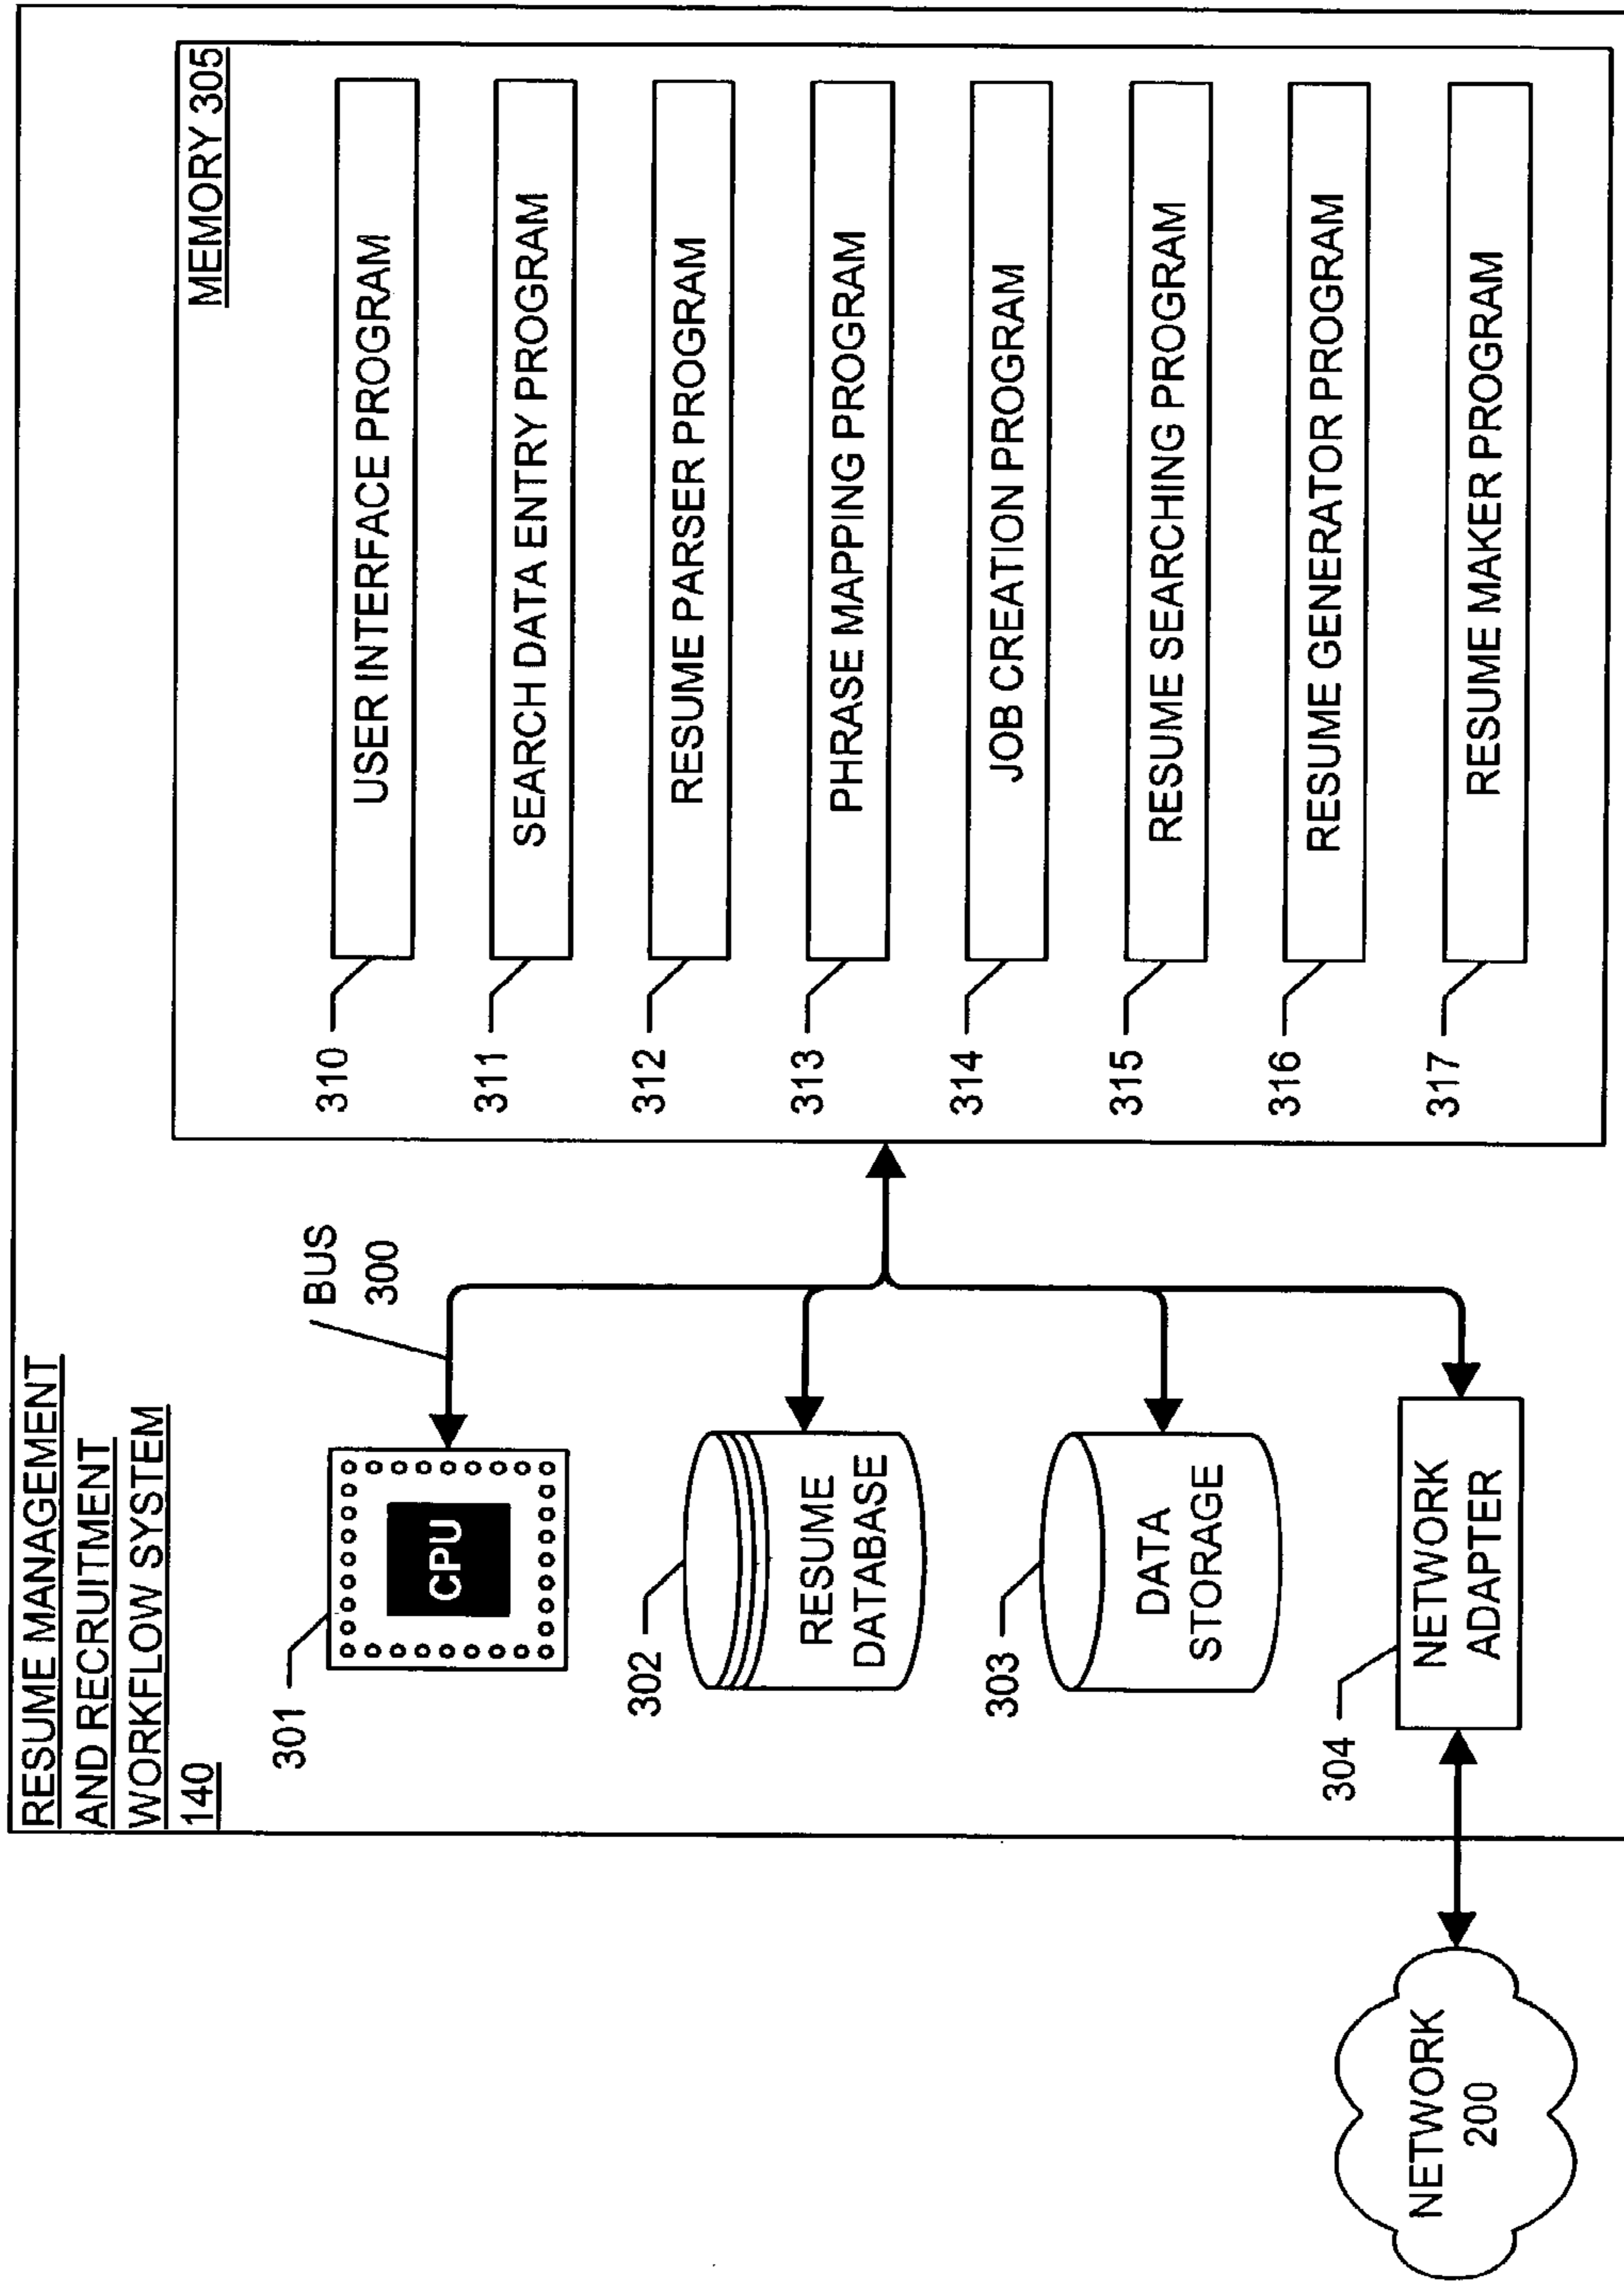 RESUME MANAGEMENT
AND RECRUITMENT
WORKFLOW SYSTEM
140
BUS
300
301
CPU
302
RESUME
DATABASE
303
DATA
STORAGE
304
NETWORK
ADAPTER
NETWORK
200
MEMORY 305
310
USER INTERFACE PROGRAM
311
SEARCH DATA ENTRY PROGRAM
312
RESUME PARSER PROGRAM
313
PHRASE MAPPING PROGRAM
314
JOB CREATION PROGRAM
315
RESUME SEARCHING PROGRAM
316
RESUME GENERATOR PROGRAM
317
RESUME MAKER PROGRAM